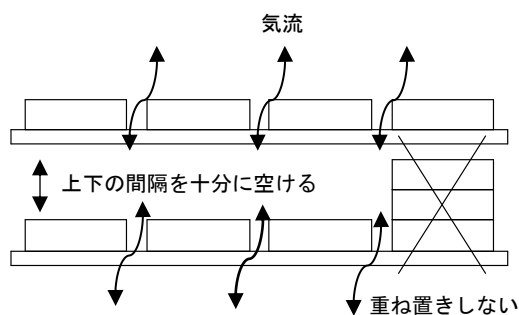 気流
上下の間隔を十分に空ける
重ね置きしない